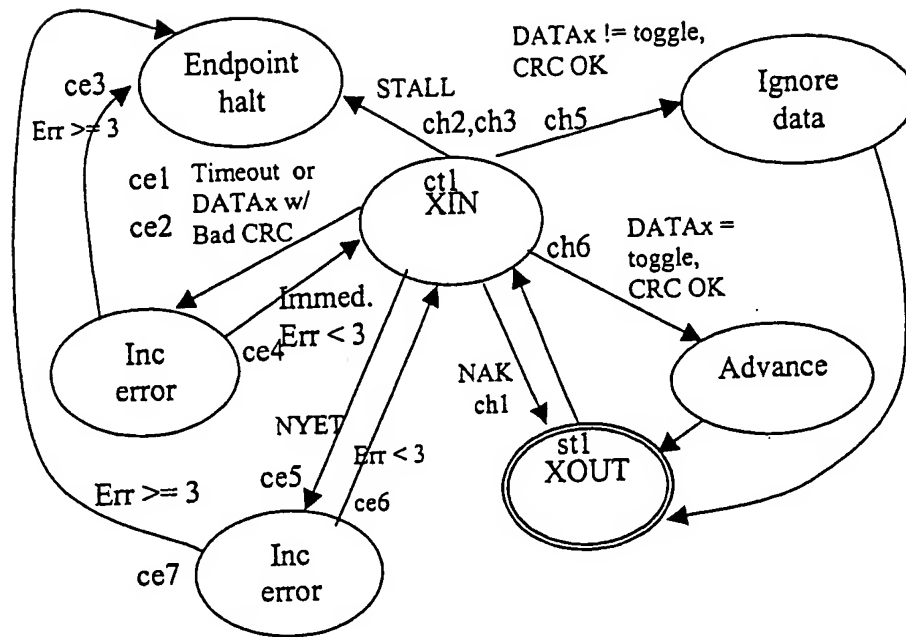 DATAx != toggle,
CRC OK
Endpoint
halt
ce3
STALL
Ignore
data
Err >= 3
ch2,ch3
ch5
ce1
Timeout or
ce2
DATAx w/
Bad CRC
ct1
XIN
ch6
DATAx =
toggle,
CRC OK
Immed.
Err < 3
ce4
Inc
error
NAK
ch1
Advance
NYET
Err < 3
ce5
ce6
st1
XOUT
Err >= 3
ce7
Inc
error